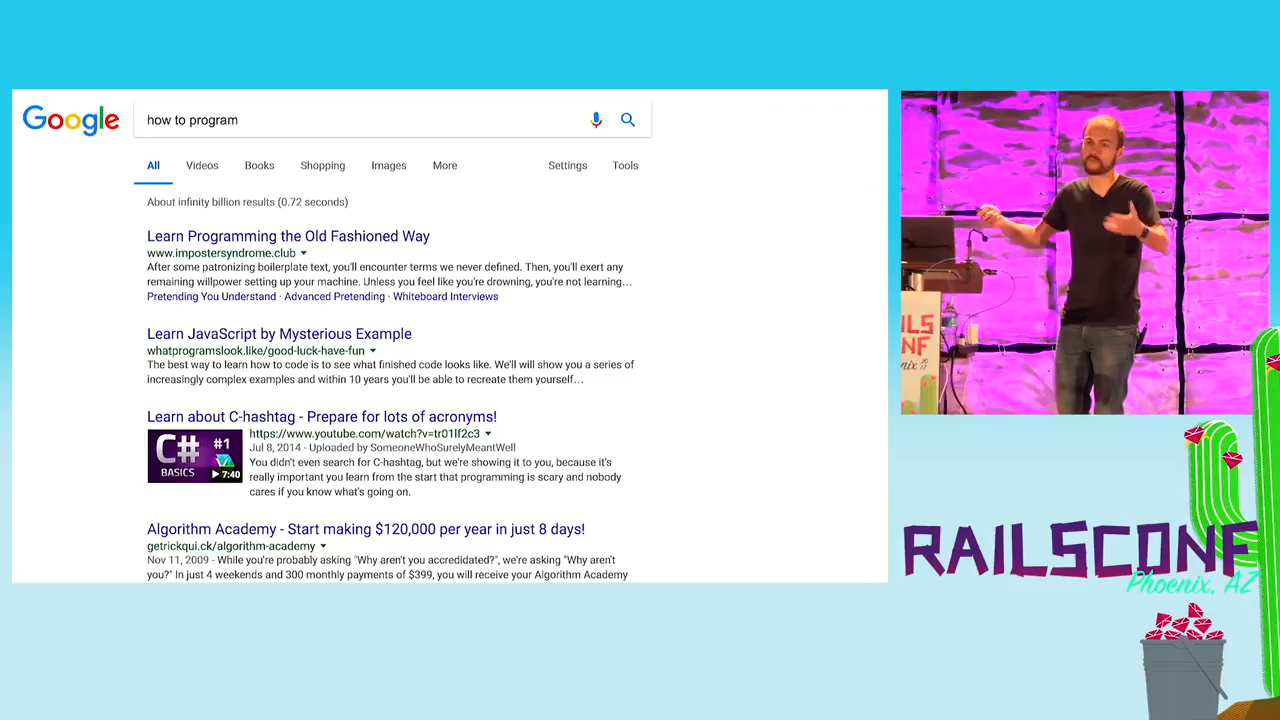 Google
how to program
All Videos Books Shopping Images More Settings Tools
About infinity billion results (0.72 seconds)
Learn Programming the Old Fashioned Way
www.impostersyndrome.club
After some patronizing boilerplate text, you'll encounter terms we never defined. Then, you'll exert any
remaining willpower setting up your machine. Unless you feel like you're drowning, you're not learning…
Pretending You Understand · Advanced Pretending · Whiteboard Interviews
Learn JavaScript by Mysterious Example
whatprogramslook.like/good-luck-have-fun
The best way to learn how to code is to see what finished code looks like. We'll will show you a series of
increasingly complex examples and within 10 years you'll be able to recreate them yourself…
Learn about C-hashtag - Prepare for lots of acronyms!
C# #1
BASICS
7:40
https://www.youtube.com/watch?v=tr01lf2c3
Jul 8, 2014 - Uploaded by SomeoneWhoSurelyMeantWell
You didn't even search for C-hashtag, but we're showing it to you, because it's
really important you learn from the start that programming is scary and nobody
cares if you know what's going on.
Algorithm Academy - Start making $120,000 per year in just 8 days!
getrickqui.ck/algorithm-academy
Nov 11, 2009 - While you're probably asking "Why aren't you accredidated?", we're asking "Why aren't
you?" In just 4 weekends and 300 monthly payments of $399, you will receive your Algorithm Academy
RAILSCONF
Phoenix, AZ